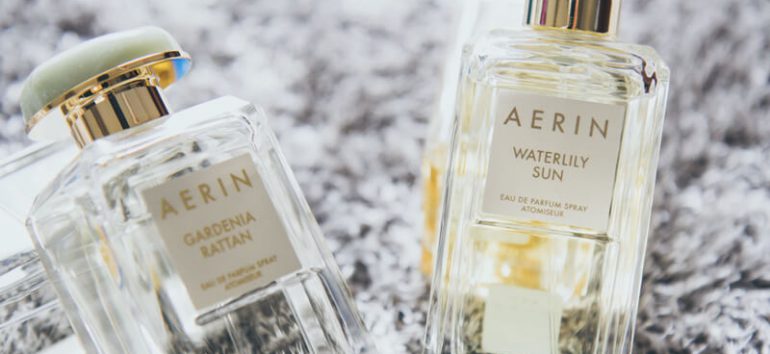 AERIN
GARDENIA
RATTAN
EAU DE PARFUM SPRAY
ATOMISEUR
AERIN
WATERLILY
SUN
EAU DE PARFUM SPRAY
ATOMISEUR